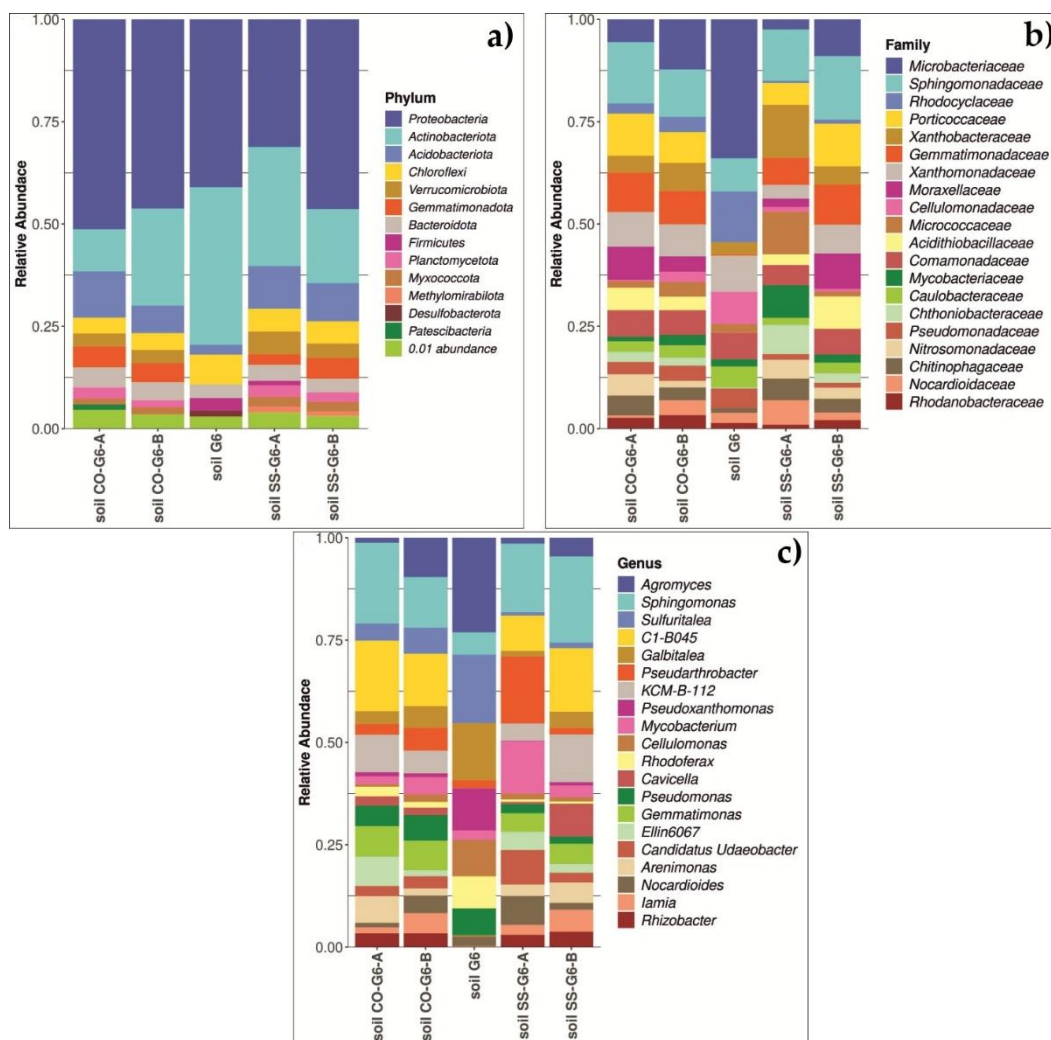 a)
Relative Abundace
1.00
0.75
0.50
0.25
0.00
soil CO-G6-A
soil CO-G6-B
soil G6
soil SS-G6-A
soil SS-G6-B
Phylum
Proteobacteria
Actinobacteriota
Acidobacteriota
Chloroflexi
Verrucomicrobiota
Gemmatimonadota
Bacteroidota
Firmicutes
Planctomycetota
Myxococcota
Methylomirabilota
Desulfobacterota
Patescibacteria
0.01 abundance
b)
Relative Abundace
1.00
0.75
0.50
0.25
0.00
soil CO-G6-A
soil CO-G6-B
soil G6
soil SS-G6-A
soil SS-G6-B
Family
Microbacteriaceae
Sphingomonadaceae
Rhodocyclaceae
Porticoccaceae
Xanthobacteraceae
Gemmatimonadaceae
Xanthomonadaceae
Moraxellaceae
Cellulomonadaceae
Micrococcaceae
Acidithiobacillaceae
Comamonadaceae
Mycobacteriaceae
Caulobacteraceae
Chthoniobacteraceae
Pseudomonadaceae
Nitrosomonadaceae
Chitinophagaceae
Nocardioidaceae
Rhodanobacteraceae
c)
Relative Abundace
1.00
0.75
0.50
0.25
0.00
soil CO-G6-A
soil CO-G6-B
soil G6
soil SS-G6-A
soil SS-G6-B
Genus
Agromyces
Sphingomonas
Sulfuritalea
C1-B045
Galbitalea
Pseudarthrobacter
KCM-B-112
Pseudoxanthomonas
Mycobacterium
Cellulomonas
Rhodoferax
Cavicella
Pseudomonas
Gemmatimonas
Ellin6067
Candidatus Udaeobacter
Arenimonas
Nocardioides
Iamia
Rhizobacter